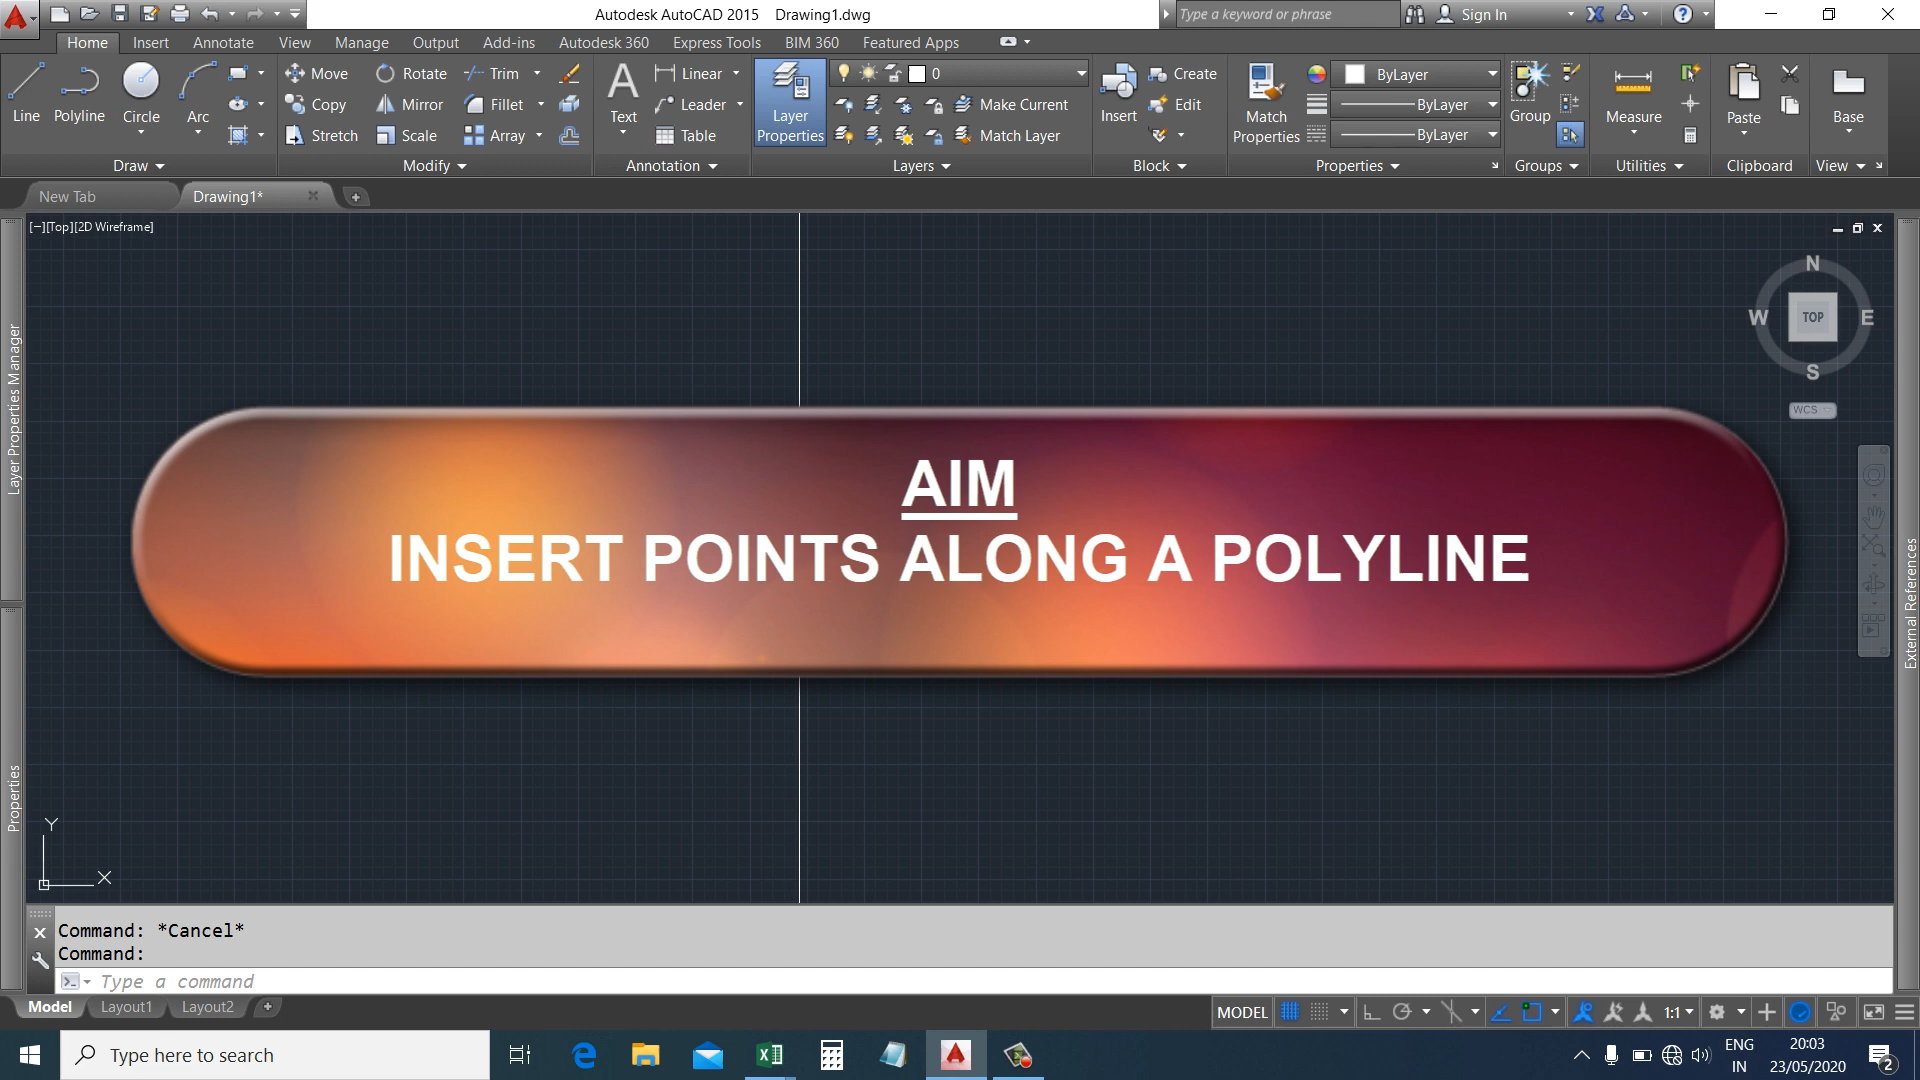 Autodesk AutoCAD 2015 Drawing1.dwg
Type a keyword or phrase
Sign In
Home Insert Annotate View Manage Output Add-ins Autodesk 360 Express Tools BIM 360 Featured Apps
Line
Polyline
Circle
Arc
Draw
Move
Rotate
Trim
Copy
Mirror
Fillet
Stretch
Scale
Array
Modify
Text
Linear
Leader
Table
Annotation
Layer
Properties
0
Make Current
Match Layer
Layers
Insert
Create
Edit
Block
Match
Properties
ByLayer
ByLayer
ByLayer
Properties
Group
Groups
Measure
Utilities
Paste
Clipboard
Base
View
New Tab
Drawing1*
[−][Top][2D Wireframe]
N
W
TOP
E
S
WCS
Layer Properties Manager
Properties
External References
AIM
INSERT POINTS ALONG A POLYLINE
Y
X
Command: *Cancel*
Command:
Type a command
Model Layout1 Layout2
MODEL
1:1
Type here to search
ENG
IN
20:03
23/05/2020
2